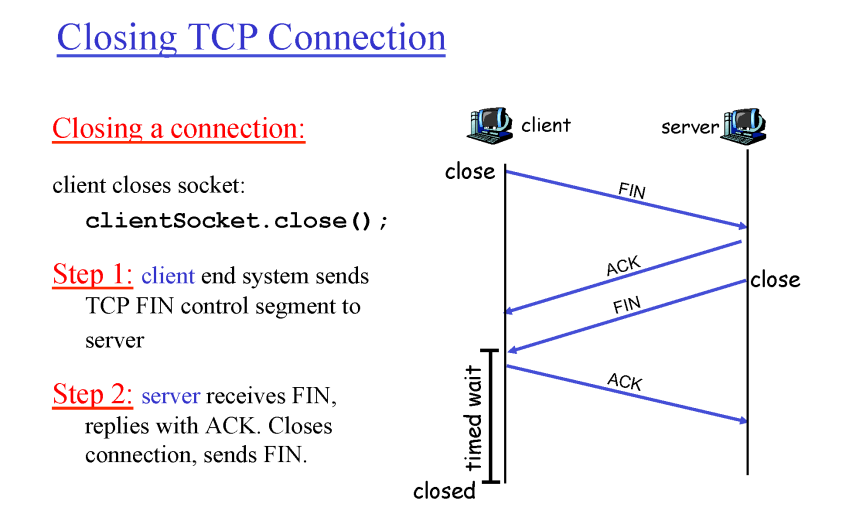 Closing TCP Connection
Closing a connection:
client closes socket:
clientSocket.close();
Step 1: client end system sends
TCP FIN control segment to
server
Step 2: server receives FIN,
replies with ACK. Closes
connection, sends FIN.
client
server
close
FIN
ACK
close
FIN
ACK
timed wait
closed